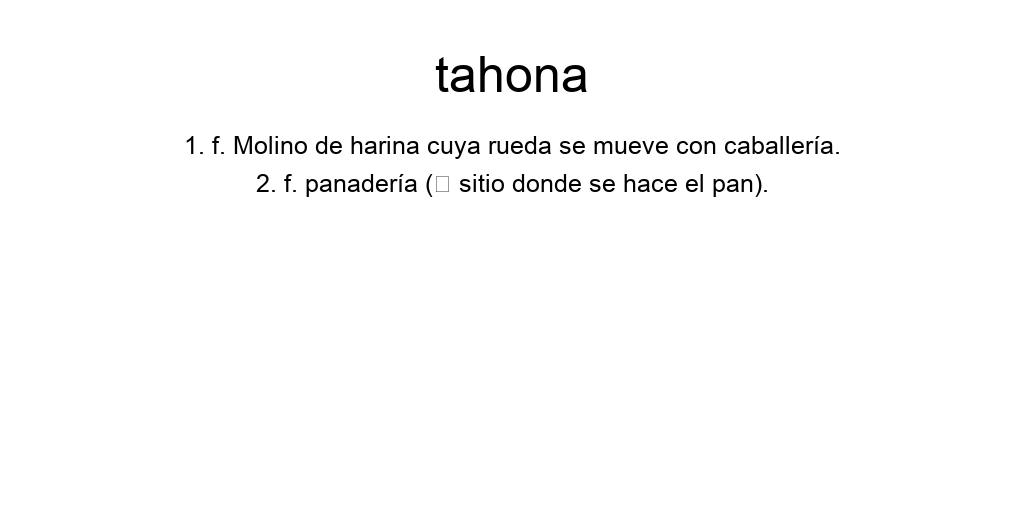 tahona
1. f. Molino de harina cuya rueda se mueve con caballería.
2. f. panadería (□ sitio donde se hace el pan).